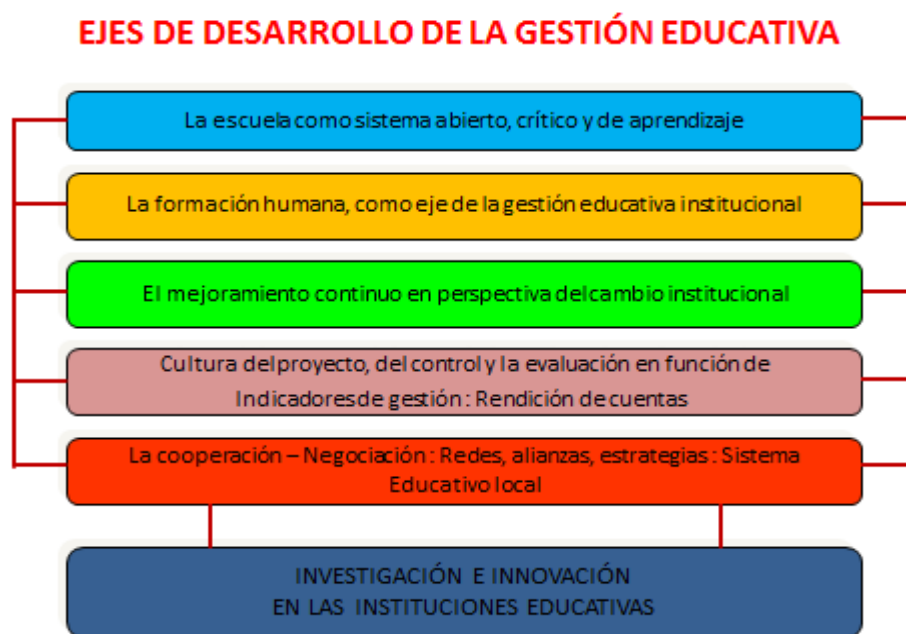 EJES DE DESARROLLO DE LA GESTIÓN EDUCATIVA
La escuela como sistema abierto, crítico y de aprendizaje
La formación humana, como eje de la gestión educativa institucional
El mejoramiento continuo en perspectiva del cambio institucional
Cultura del proyecto, del control y la evaluación en función de
Indicadores de gestión : Rendición de cuentas
La cooperación – Negociación : Redes, alianzas, estrategias : Sistema
Educativo local
INVESTIGACIÓN E INNOVACIÓN
EN LAS INSTITUCIONES EDUCATIVAS